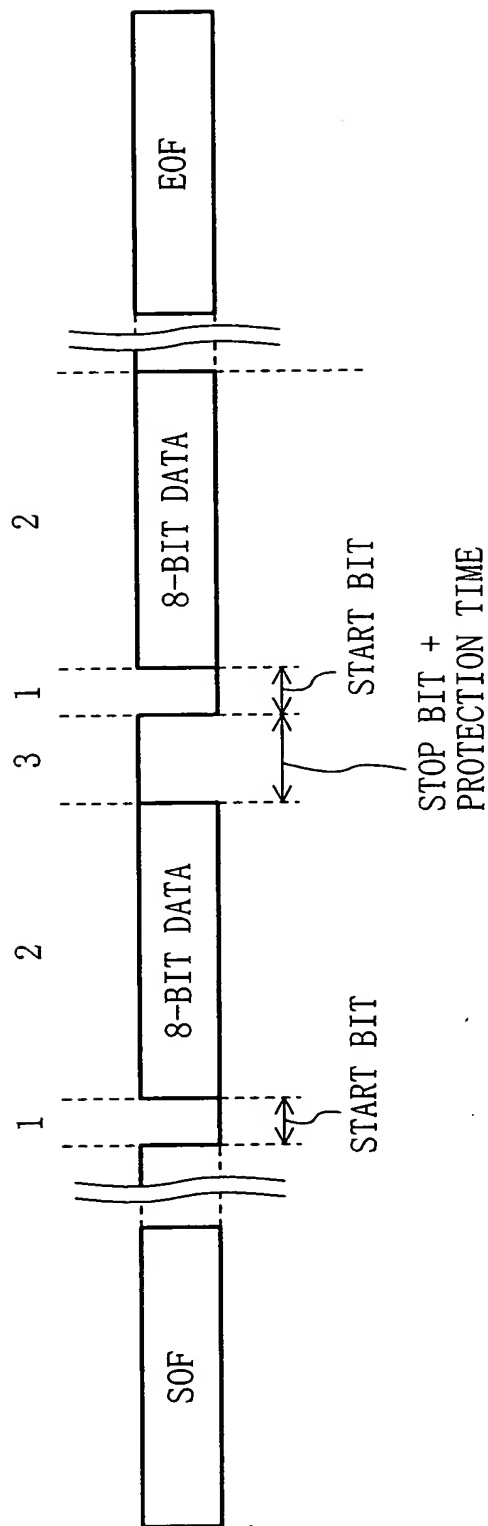 1
2
3
1
2
SOF
8-BIT DATA
8-BIT DATA
EOF
START BIT
STOP BIT +
PROTECTION TIME
START BIT